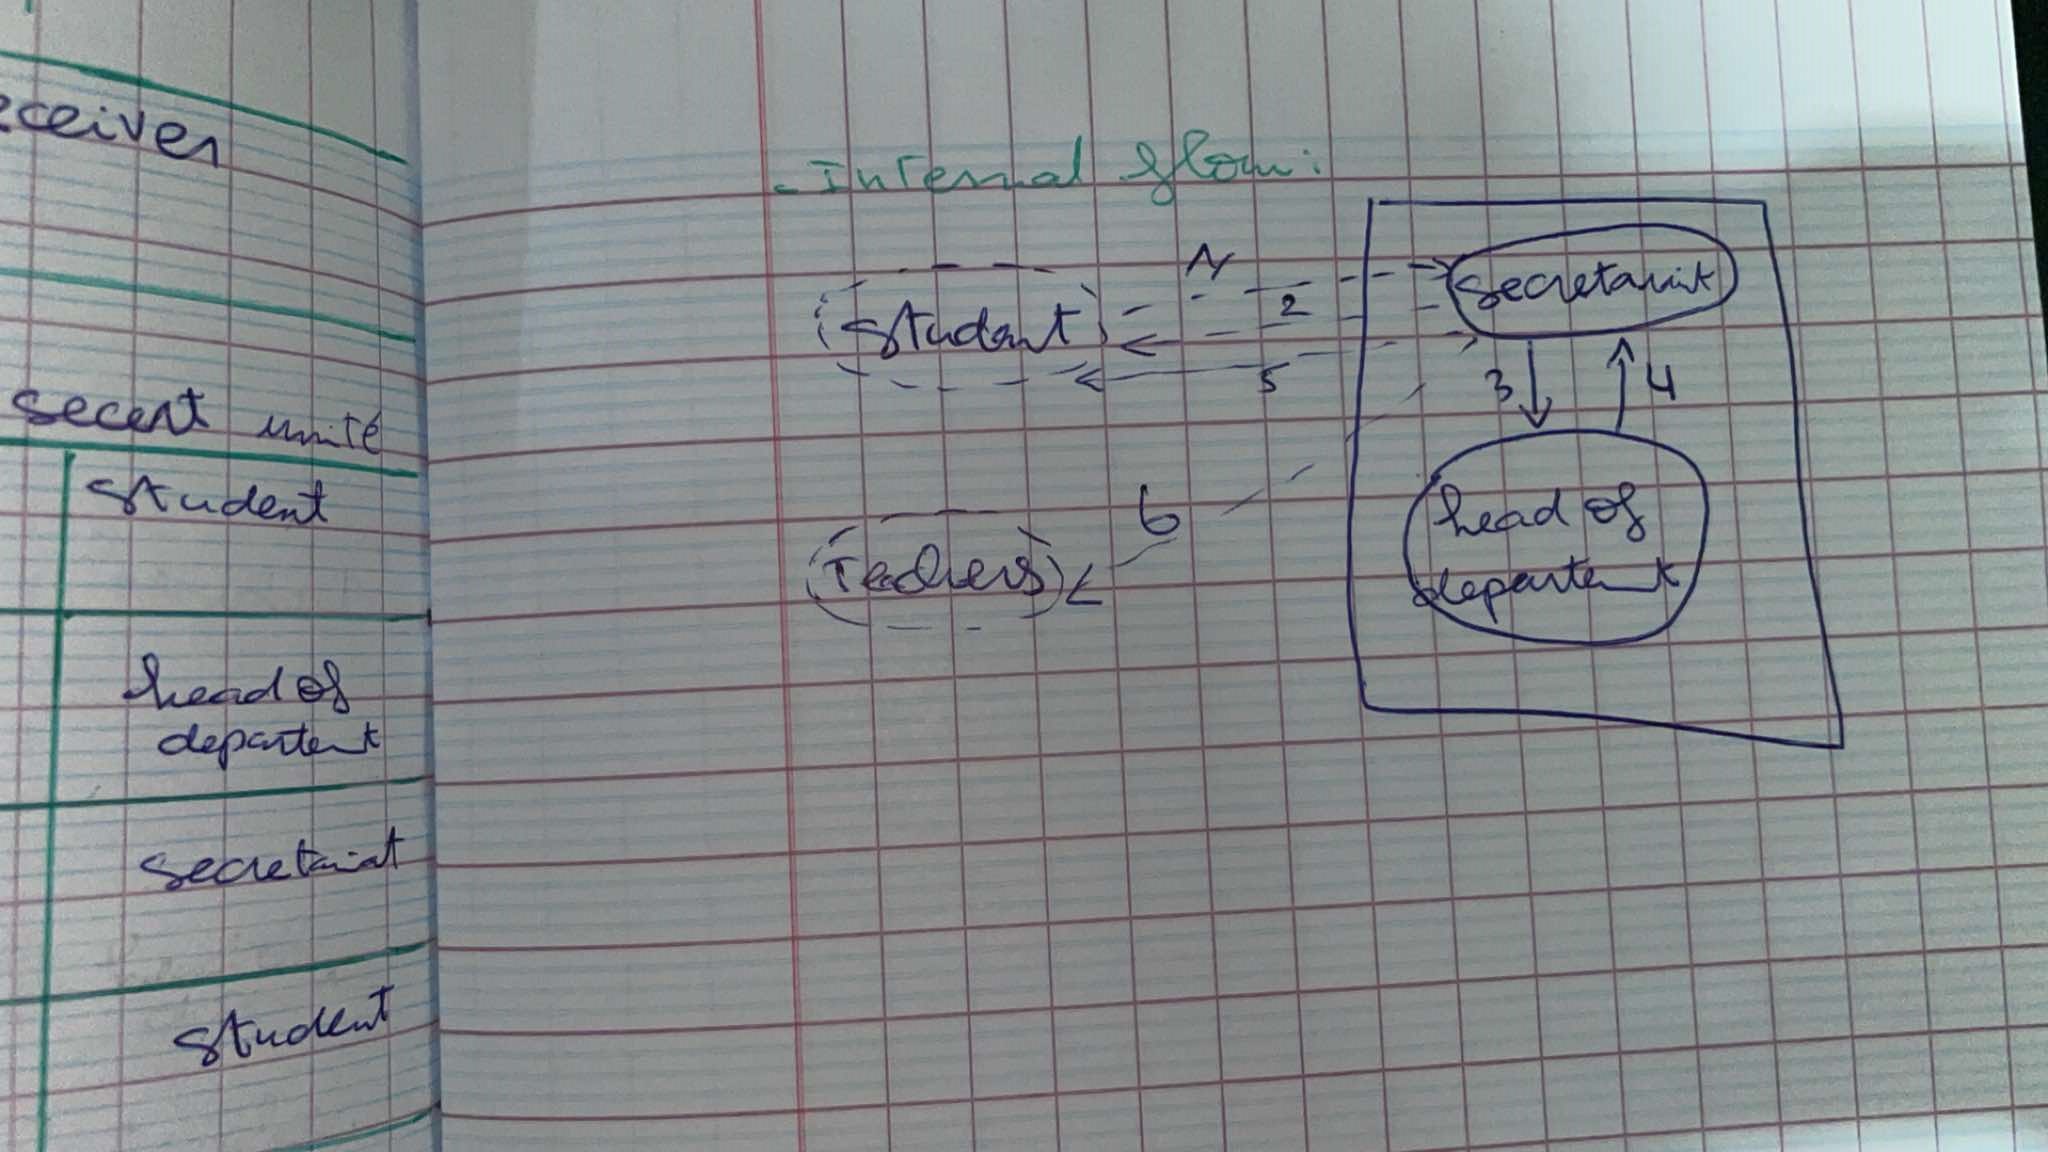 eceiver
secent unité
student
head of
departent
secretariat
student
- Internal flow:
1
secretariat
2
student
5
3
4
6
head of
Teachers
departent